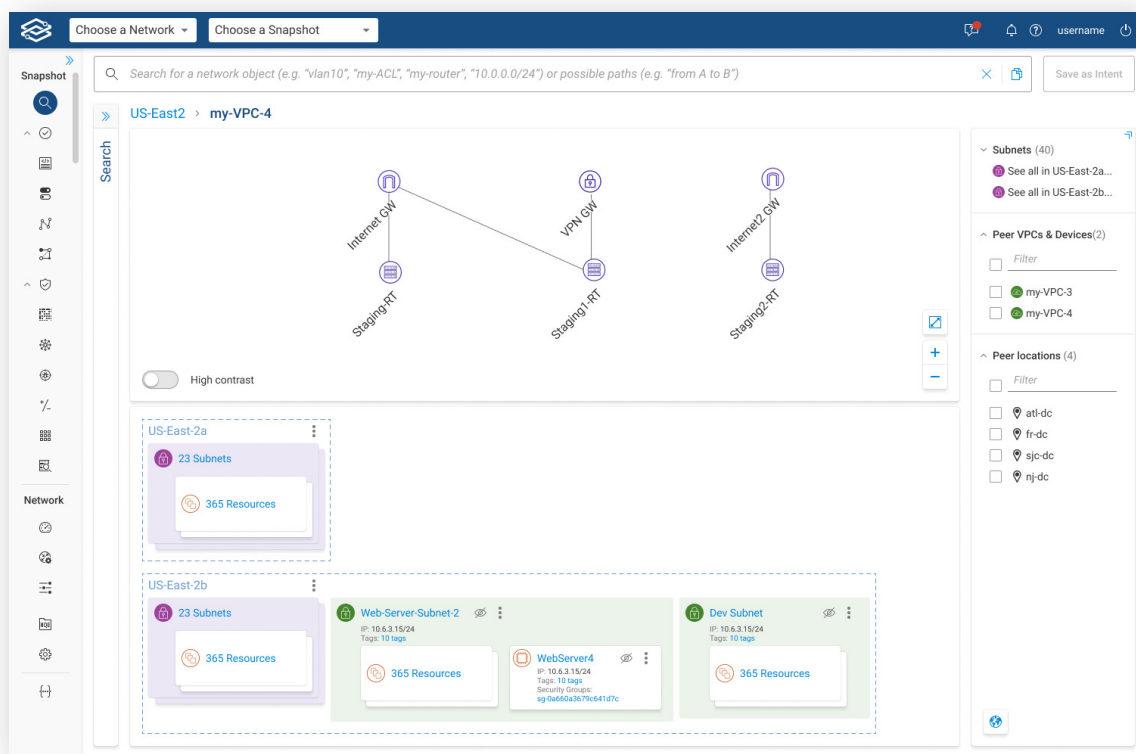 Choose a Network
Choose a Snapshot
username
Snapshot
Search for a network object (e.g. “vlan10”, “my-ACL”, “my-router”, “10.0.0.0/24”) or possible paths (e.g. “from A to B”)
Save as Intent
US-East2 > my-VPC-4
Search
Internet GW
VPN GW
Internet2 GW
Staging-RT
Staging1-RT
Staging2-RT
High contrast
Subnets (40)
See all in US-East-2a...
See all in US-East-2b...
Peer VPCs & Devices(2)
Filter
my-VPC-3
my-VPC-4
Peer locations (4)
Filter
atl-dc
fr-dc
sjc-dc
nj-dc
US-East-2a
23 Subnets
365 Resources
Network
US-East-2b
23 Subnets
365 Resources
Web-Server-Subnet-2
IP: 10.6.3.15/24
Tags: 10 tags
365 Resources
WebServer4
IP: 10.6.3.15/24
Tags: 10 tags
Security Groups:
sg-0a660a3679c641d7c
Dev Subnet
IP: 10.6.3.15/24
Tags: 10 tags
365 Resources
NQE